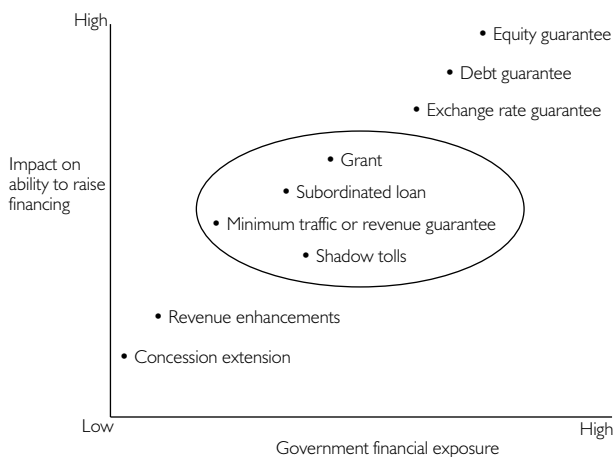 High
• Equity guarantee
• Debt guarantee
• Exchange rate guarantee
Impact on
ability to raise
financing
• Grant
• Subordinated loan
• Minimum traffic or revenue guarantee
• Shadow tolls
• Revenue enhancements
• Concession extension
Low
High
Government financial exposure